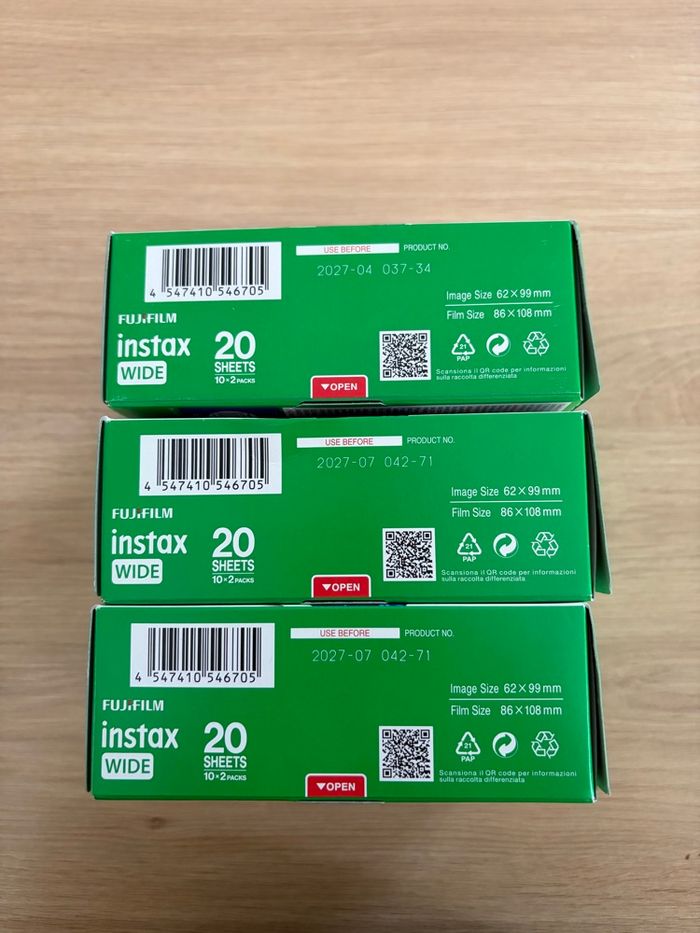 USE BEFORE PRODUCT NO.
2027-04 037-34
4 547410 546705
Image Size 62×99 mm
Film Size 86×108 mm
FUJIFILM
instax 20
SHEETS
WIDE 10×2 PACKS
21
PAP
Scansiona il QR code per informazioni
sulla raccolta differenziata
▼OPEN
USE BEFORE PRODUCT NO.
2027-07 042-71
4 547410 546705
Image Size 62×99 mm
Film Size 86×108 mm
FUJIFILM
instax 20
SHEETS
WIDE 10×2 PACKS
21
PAP
Scansiona il QR code per informazioni
sulla raccolta differenziata
▼OPEN
USE BEFORE PRODUCT NO.
2027-07 042-71
4 547410 546705
Image Size 62×99 mm
Film Size 86×108 mm
FUJIFILM
instax 20
SHEETS
WIDE 10×2 PACKS
21
PAP
Scansiona il QR code per informazioni
sulla raccolta differenziata
▼OPEN